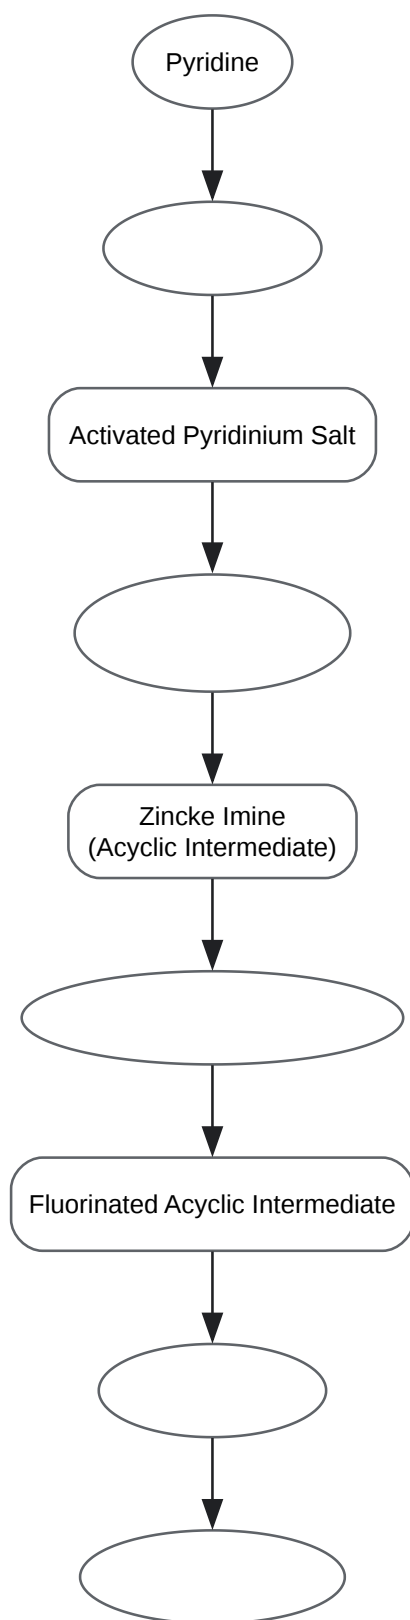 Pyridine
Activated Pyridinium Salt
Zincke Imine
(Acyclic Intermediate)
Fluorinated Acyclic Intermediate